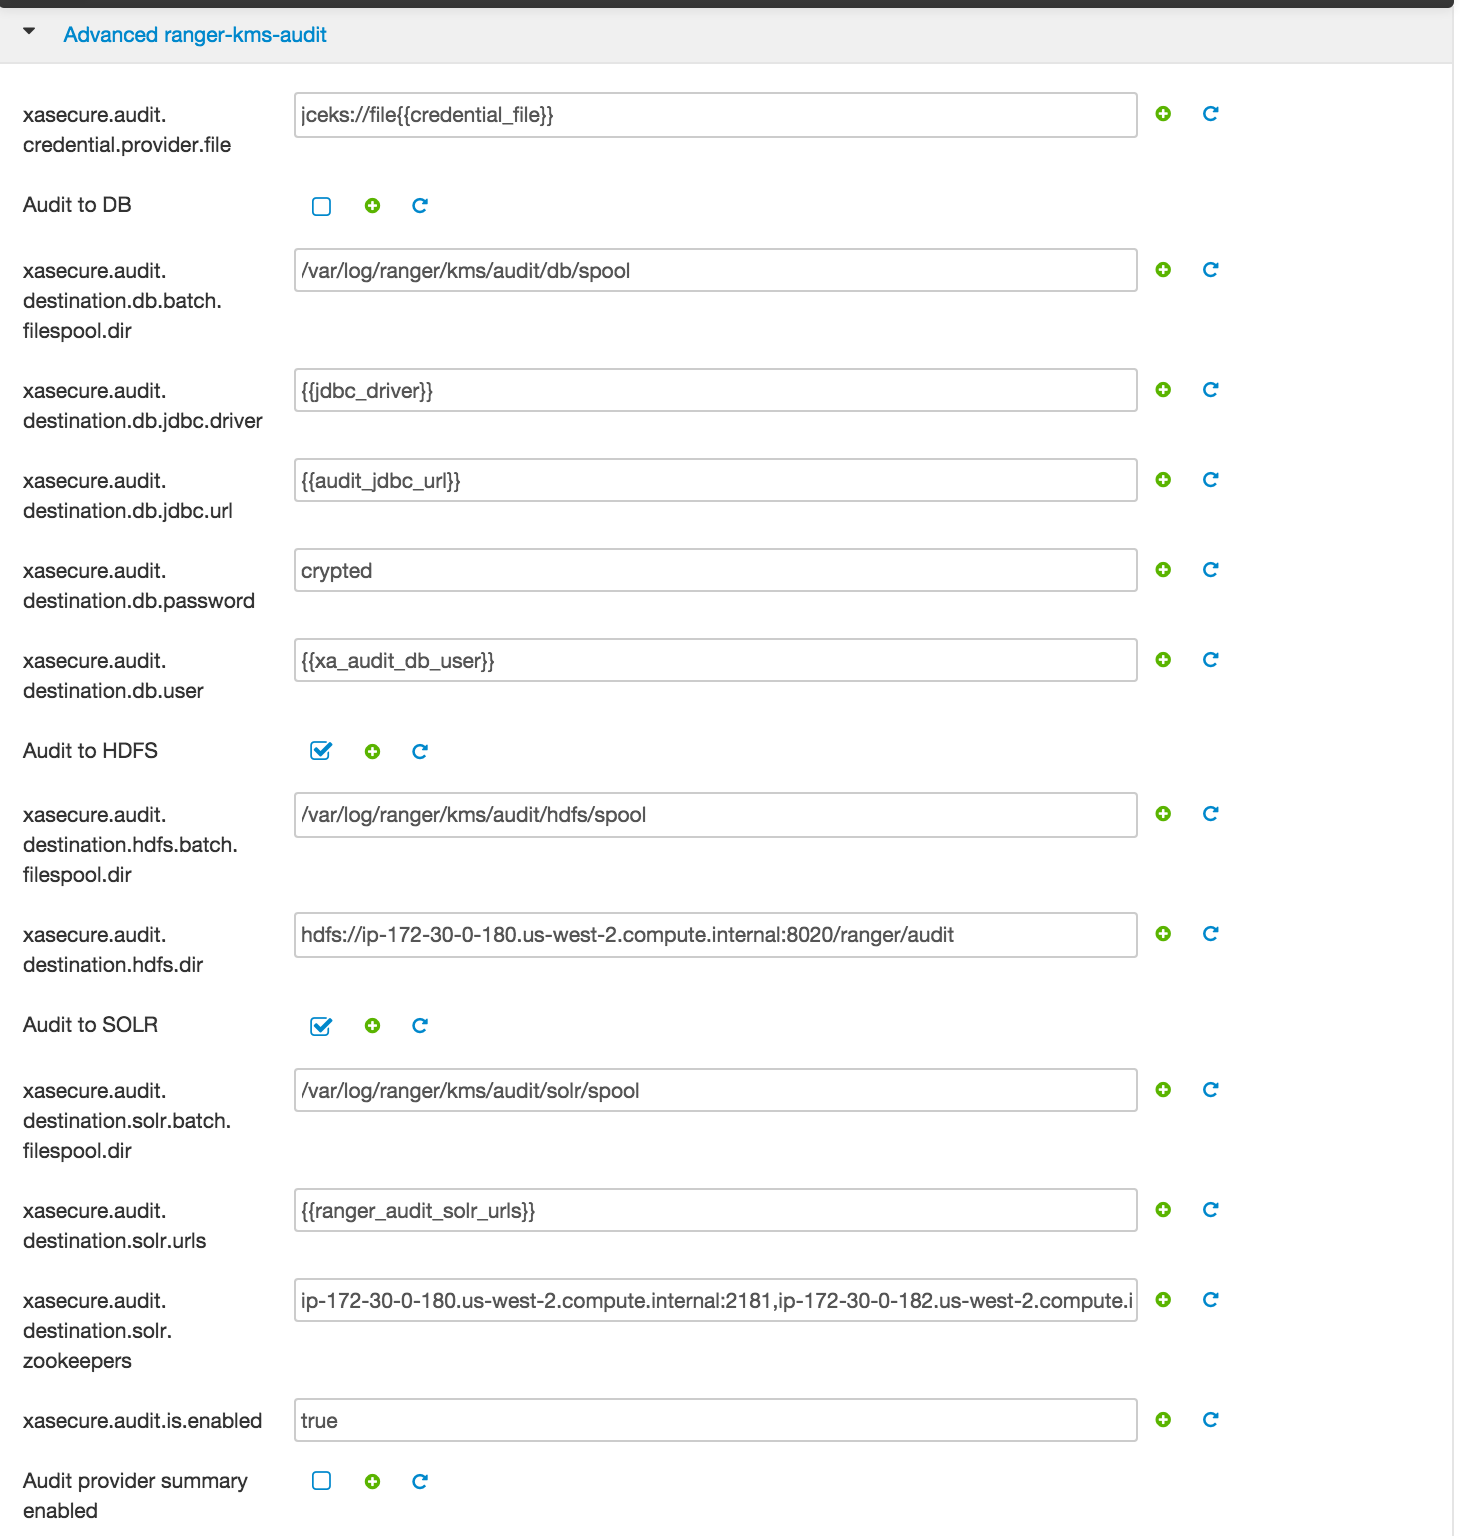 Advanced ranger-kms-audit
xasecure.audit.
credential.provider.file
jceks://file{{credential_file}}
Audit to DB
xasecure.audit.
destination.db.batch.
filespool.dir
/var/log/ranger/kms/audit/db/spool
xasecure.audit.
destination.db.jdbc.driver
{{jdbc_driver}}
xasecure.audit.
destination.db.jdbc.url
{{audit_jdbc_url}}
xasecure.audit.
destination.db.password
crypted
xasecure.audit.
destination.db.user
{{xa_audit_db_user}}
Audit to HDFS
xasecure.audit.
destination.hdfs.batch.
filespool.dir
/var/log/ranger/kms/audit/hdfs/spool
xasecure.audit.
destination.hdfs.dir
hdfs://ip-172-30-0-180.us-west-2.compute.internal:8020/ranger/audit
Audit to SOLR
xasecure.audit.
destination.solr.batch.
filespool.dir
/var/log/ranger/kms/audit/solr/spool
xasecure.audit.
destination.solr.urls
{{ranger_audit_solr_urls}}
xasecure.audit.
destination.solr.
zookeepers
ip-172-30-0-180.us-west-2.compute.internal:2181,ip-172-30-0-182.us-west-2.compute.i
xasecure.audit.is.enabled
true
Audit provider summary
enabled